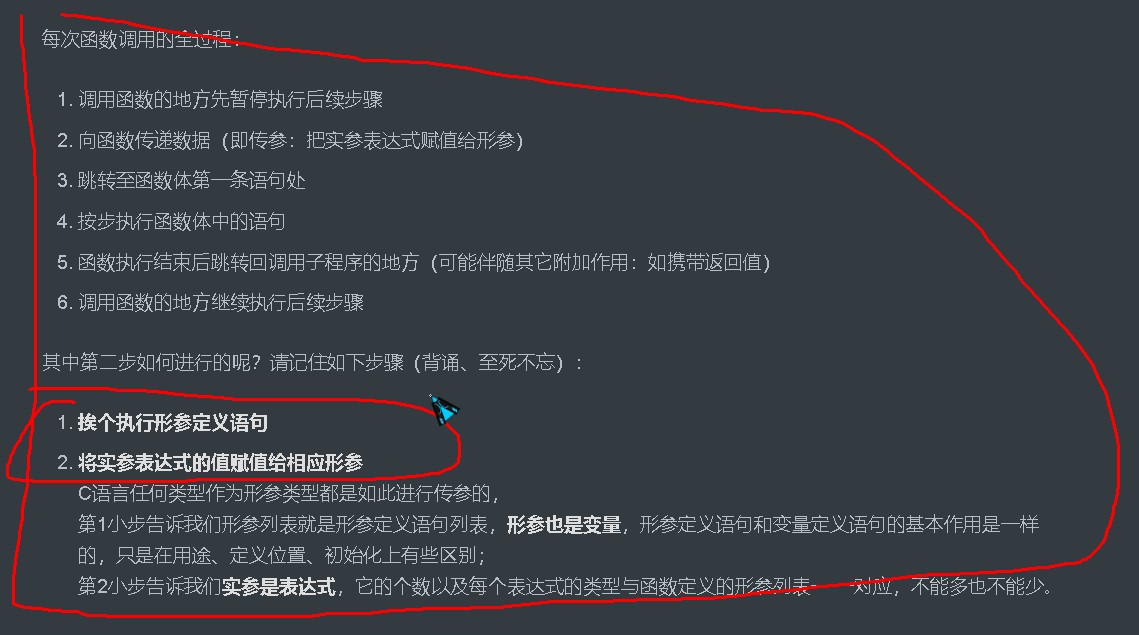 每次函数调用的全过程：
1. 调用函数的地方先暂停执行后续步骤
2. 向函数传递数据（即传参：把实参表达式赋值给形参）
3. 跳转至函数体第一条语句处
4. 按步执行函数体中的语句
5. 函数执行结束后跳转回调用子程序的地方（可能伴随其它附加作用：如携带返回值）
6. 调用函数的地方继续执行后续步骤
其中第二步如何进行的呢？请记住如下步骤（背诵、至死不忘）：
1. 挨个执行形参定义语句
2. 将实参表达式的值赋值给相应形参
C语言任何类型作为形参类型都是如此进行传参的，
第1小步告诉我们形参列表就是形参定义语句列表，形参也是变量，形参定义语句和变量定义语句的基本作用是一样
的，只是在用途、定义位置、初始化上有些区别；
第2小步告诉我们实参是表达式，它的个数以及每个表达式的类型与函数定义的形参列表一一对应，不能多也不能少。